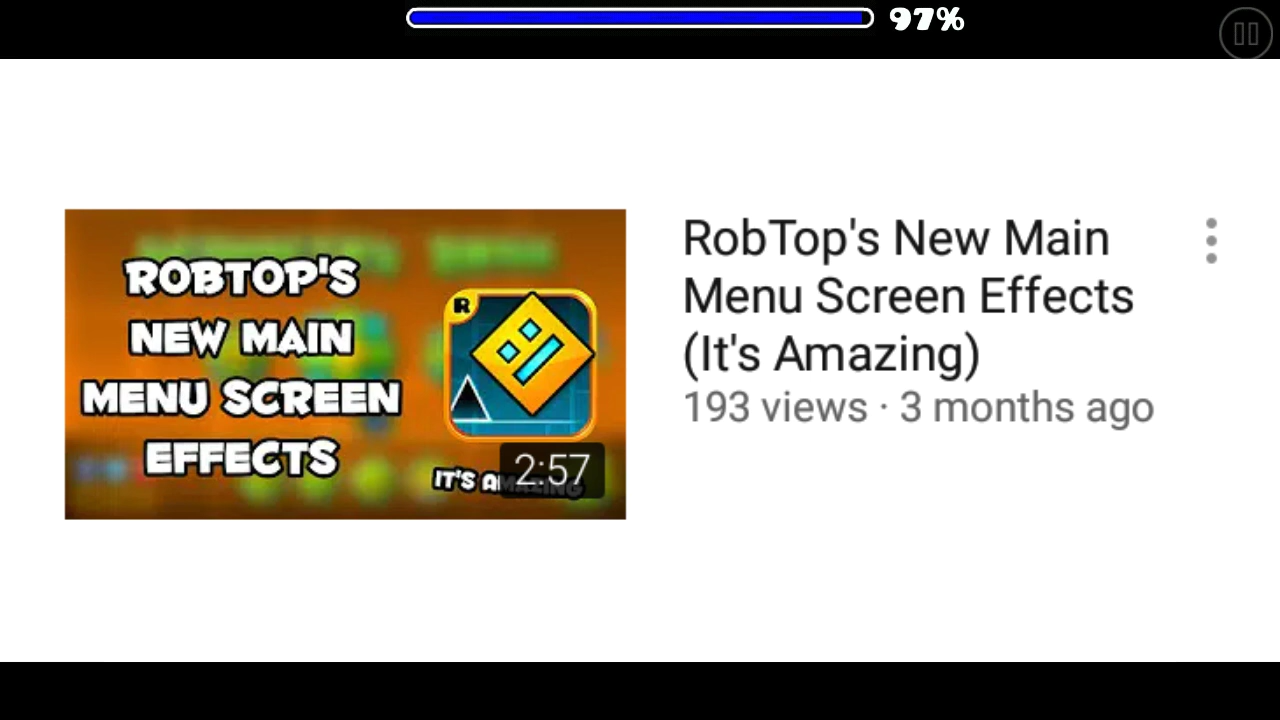 97%
ROBTOP'S
NEW MAIN
MENU SCREEN
EFFECTS
R
IT'S AMAZING
2:57
RobTop's New Main
Menu Screen Effects
(It's Amazing)
193 views · 3 months ago